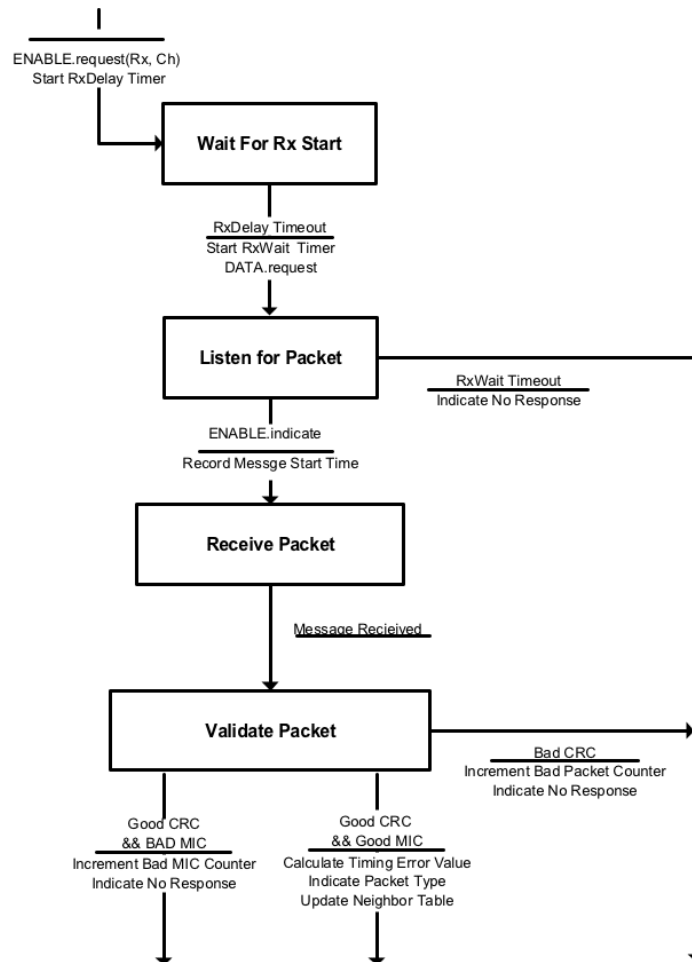 ENABLE.request(Rx, Ch)
Start RxDelay Timer
Wait For Rx Start
RxDelay Timeout
Start RxWait Timer
DATA.request
Listen for Packet
RxWait Timeout
Indicate No Response
ENABLE.indicate
Record Messge Start Time
Receive Packet
Message Recieived
Validate Packet
Bad CRC
Increment Bad Packet Counter
Indicate No Response
Good CRC
&& BAD MIC
Increment Bad MIC Counter
Indicate No Response
Good CRC
&& Good MIC
Calculate Timing Error Value
Indicate Packet Type
Update Neighbor Table